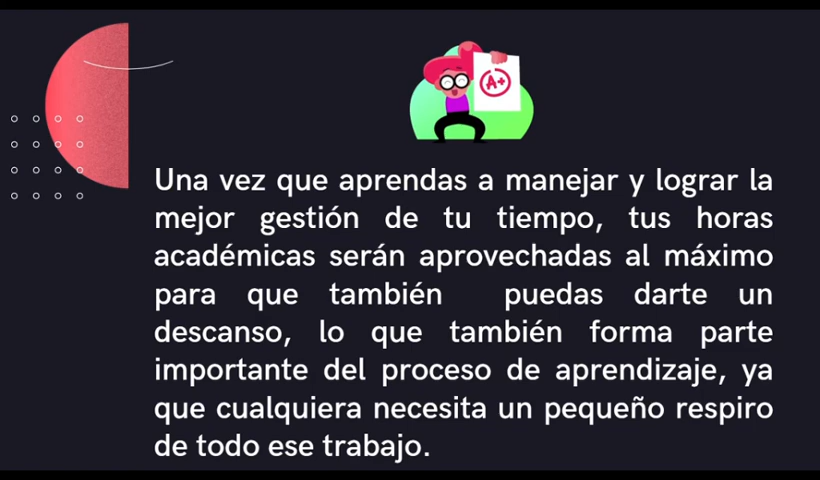 A+
Una vez que aprendas a manejar y lograr la
mejor gestión de tu tiempo, tus horas
académicas serán aprovechadas al máximo
para que también puedas darte un
descanso, lo que también forma parte
importante del proceso de aprendizaje, ya
que cualquiera necesita un pequeño respiro
de todo ese trabajo.